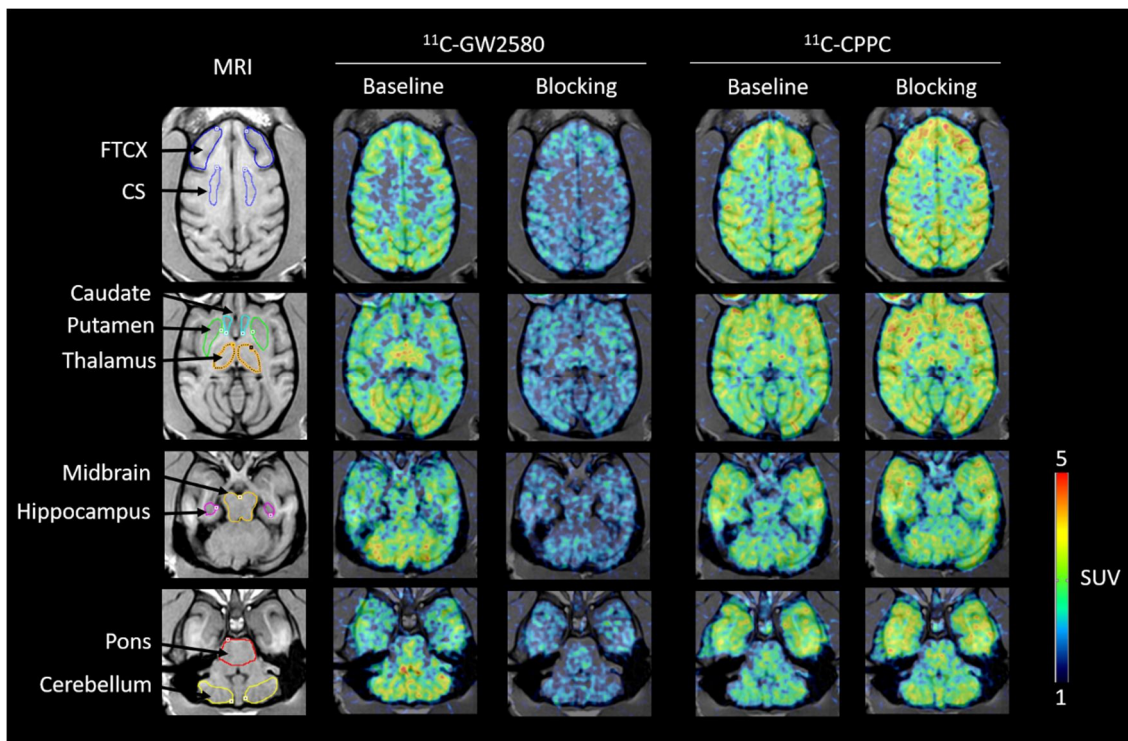 ¹¹C-GW2580
¹¹C-CPPC
MRI
Baseline
Blocking
Baseline
Blocking
FTCX
CS
Caudate
Putamen
Thalamus
Midbrain
Hippocampus
Pons
Cerebellum
5
SUV
1